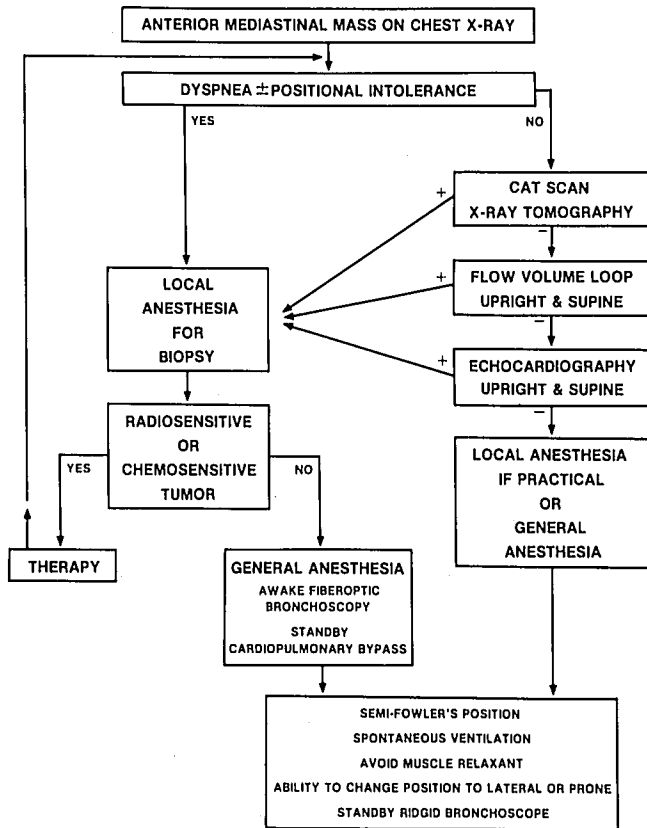 ANTERIOR MEDIASTINAL MASS ON CHEST X-RAY
DYSPNEA ± POSITIONAL INTOLERANCE
YES
NO
CAT SCAN
X-RAY TOMOGRAPHY
+
−
FLOW VOLUME LOOP
UPRIGHT & SUPINE
+
−
ECHOCARDIOGRAPHY
UPRIGHT & SUPINE
+
−
LOCAL
ANESTHESIA
FOR
BIOPSY
RADIOSENSITIVE
OR
CHEMOSENSITIVE
TUMOR
YES
NO
LOCAL ANESTHESIA
IF PRACTICAL
OR
GENERAL
ANESTHESIA
THERAPY
GENERAL ANESTHESIA
AWAKE FIBEROPTIC
BRONCHOSCOPY
STANDBY
CARDIOPULMONARY BYPASS
SEMI-FOWLER'S POSITION
SPONTANEOUS VENTILATION
AVOID MUSCLE RELAXANT
ABILITY TO CHANGE POSITION TO LATERAL OR PRONE
STANDBY RIDGID BRONCHOSCOPE